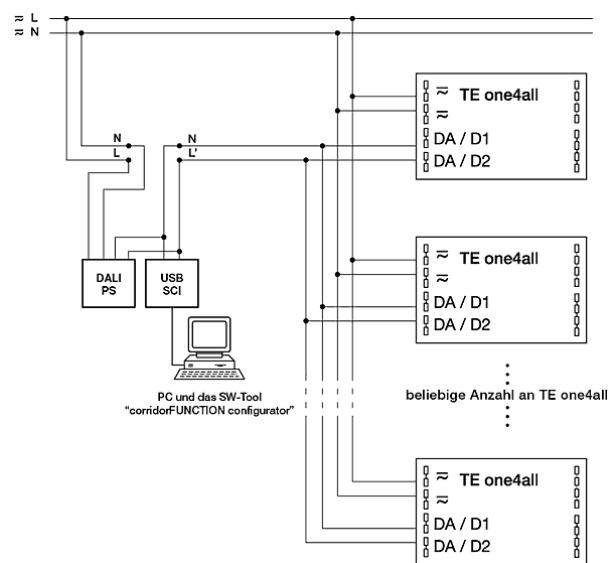 ≂ L
≂ N
≂ TE one4all
≂
DA / D1
DA / D2
N
L
N
L'
DALI
PS
USB
SCI
≂ TE one4all
≂
DA / D1
DA / D2
PC und das SW-Tool
"corridorFUNCTION configurator"
beliebige Anzahl an TE one4all
≂ TE one4all
≂
DA / D1
DA / D2